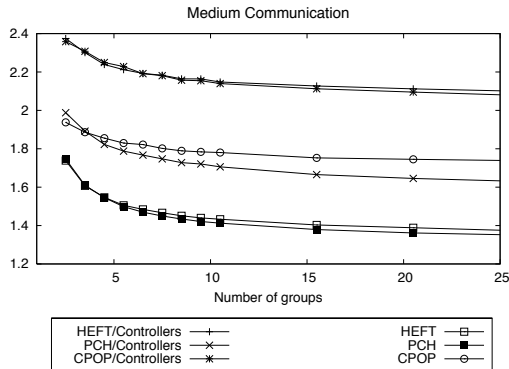 Medium Communication
2.4
2.2
2
1.8
1.6
1.4
1.2
5 10 15 20 25
Number of groups
HEFT/Controllers HEFT
PCH/Controllers PCH
CPOP/Controllers CPOP